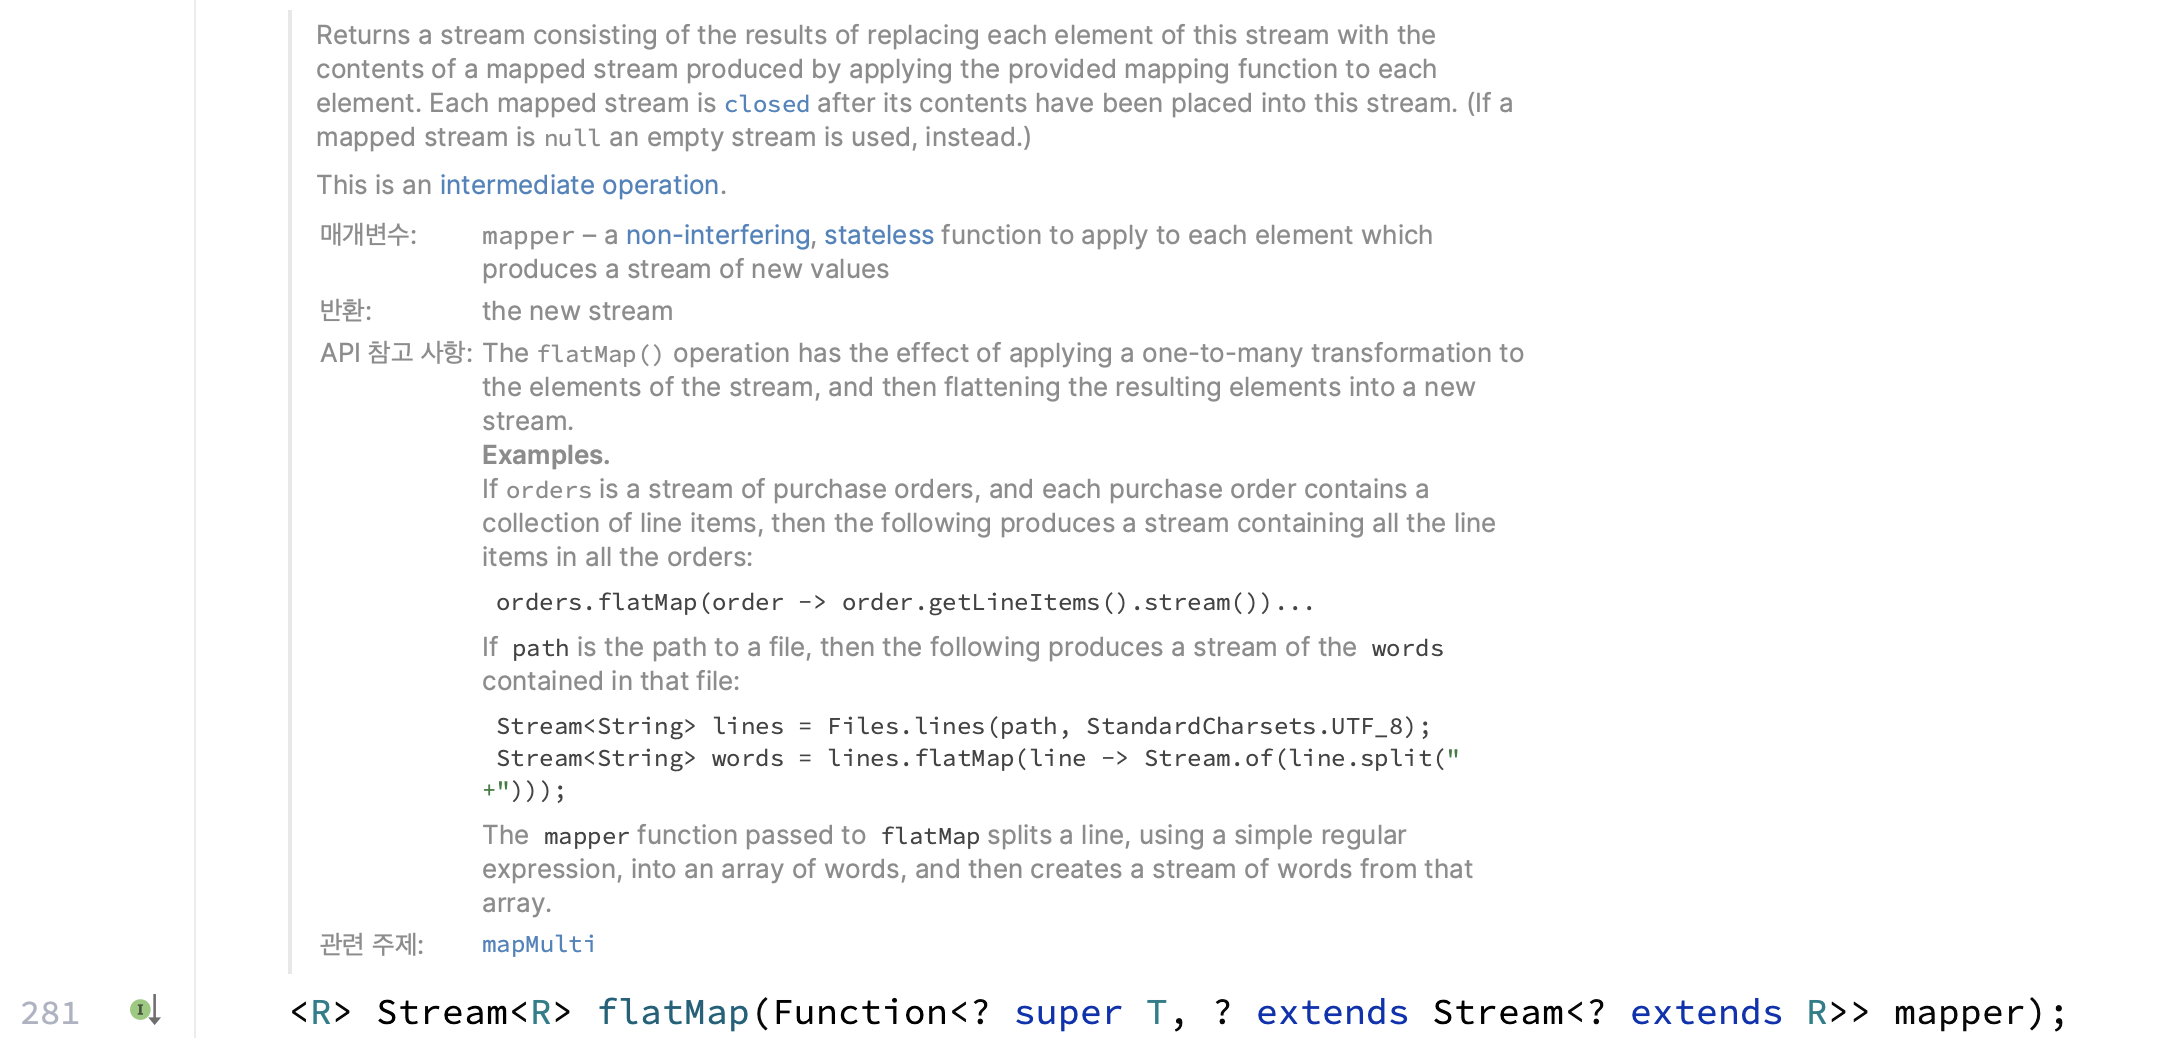 Returns a stream consisting of the results of replacing each element of this stream with the
contents of a mapped stream produced by applying the provided mapping function to each
element. Each mapped stream is closed after its contents have been placed into this stream. (If a
mapped stream is null an empty stream is used, instead.)
This is an intermediate operation.
매개변수: mapper – a non-interfering, stateless function to apply to each element which
produces a stream of new values
반환: the new stream
API 참고 사항: The flatMap() operation has the effect of applying a one-to-many transformation to
the elements of the stream, and then flattening the resulting elements into a new
stream.
Examples.
If orders is a stream of purchase orders, and each purchase order contains a
collection of line items, then the following produces a stream containing all the line
items in all the orders:
orders.flatMap(order -> order.getLineItems().stream())...
If path is the path to a file, then the following produces a stream of the words
contained in that file:
Stream<String> lines = Files.lines(path, StandardCharsets.UTF_8);
Stream<String> words = lines.flatMap(line -> Stream.of(line.split("
+")));
The mapper function passed to flatMap splits a line, using a simple regular
expression, into an array of words, and then creates a stream of words from that
array.
관련 주제: mapMulti
281 I <R> Stream<R> flatMap(Function<? super T, ? extends Stream<? extends R>> mapper);